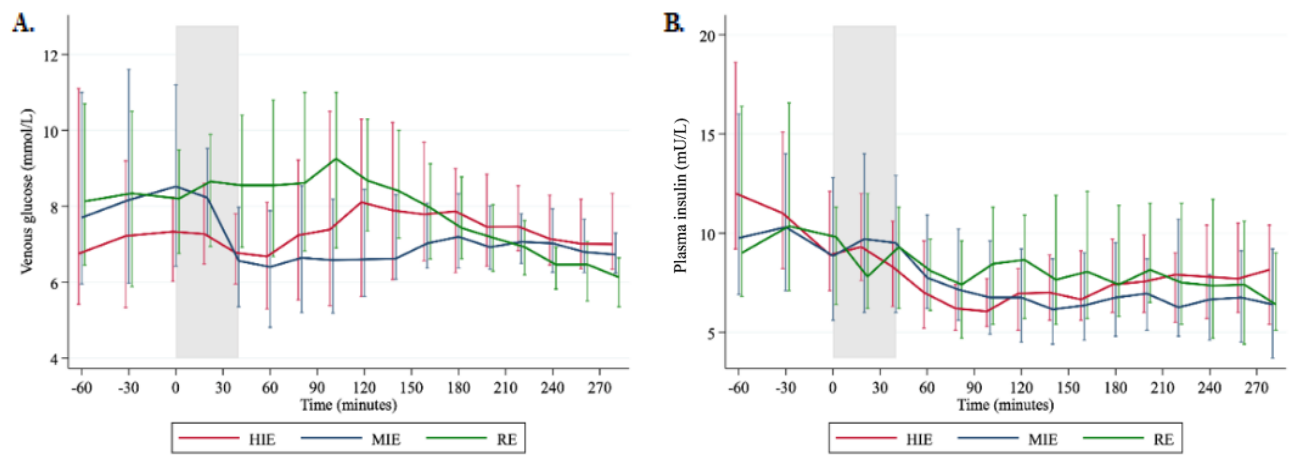 A.
Venous glucose (mmol/L)
12
10
8
6
4
-60 -30 0 30 60 90 120 150 180 210 240 270
Time (minutes)
HIE MIE RE
B.
Plasma insulin (mU/L)
20
15
10
5
-60 -30 0 30 60 90 120 150 180 210 240 270
Time (minutes)
HIE MIE RE